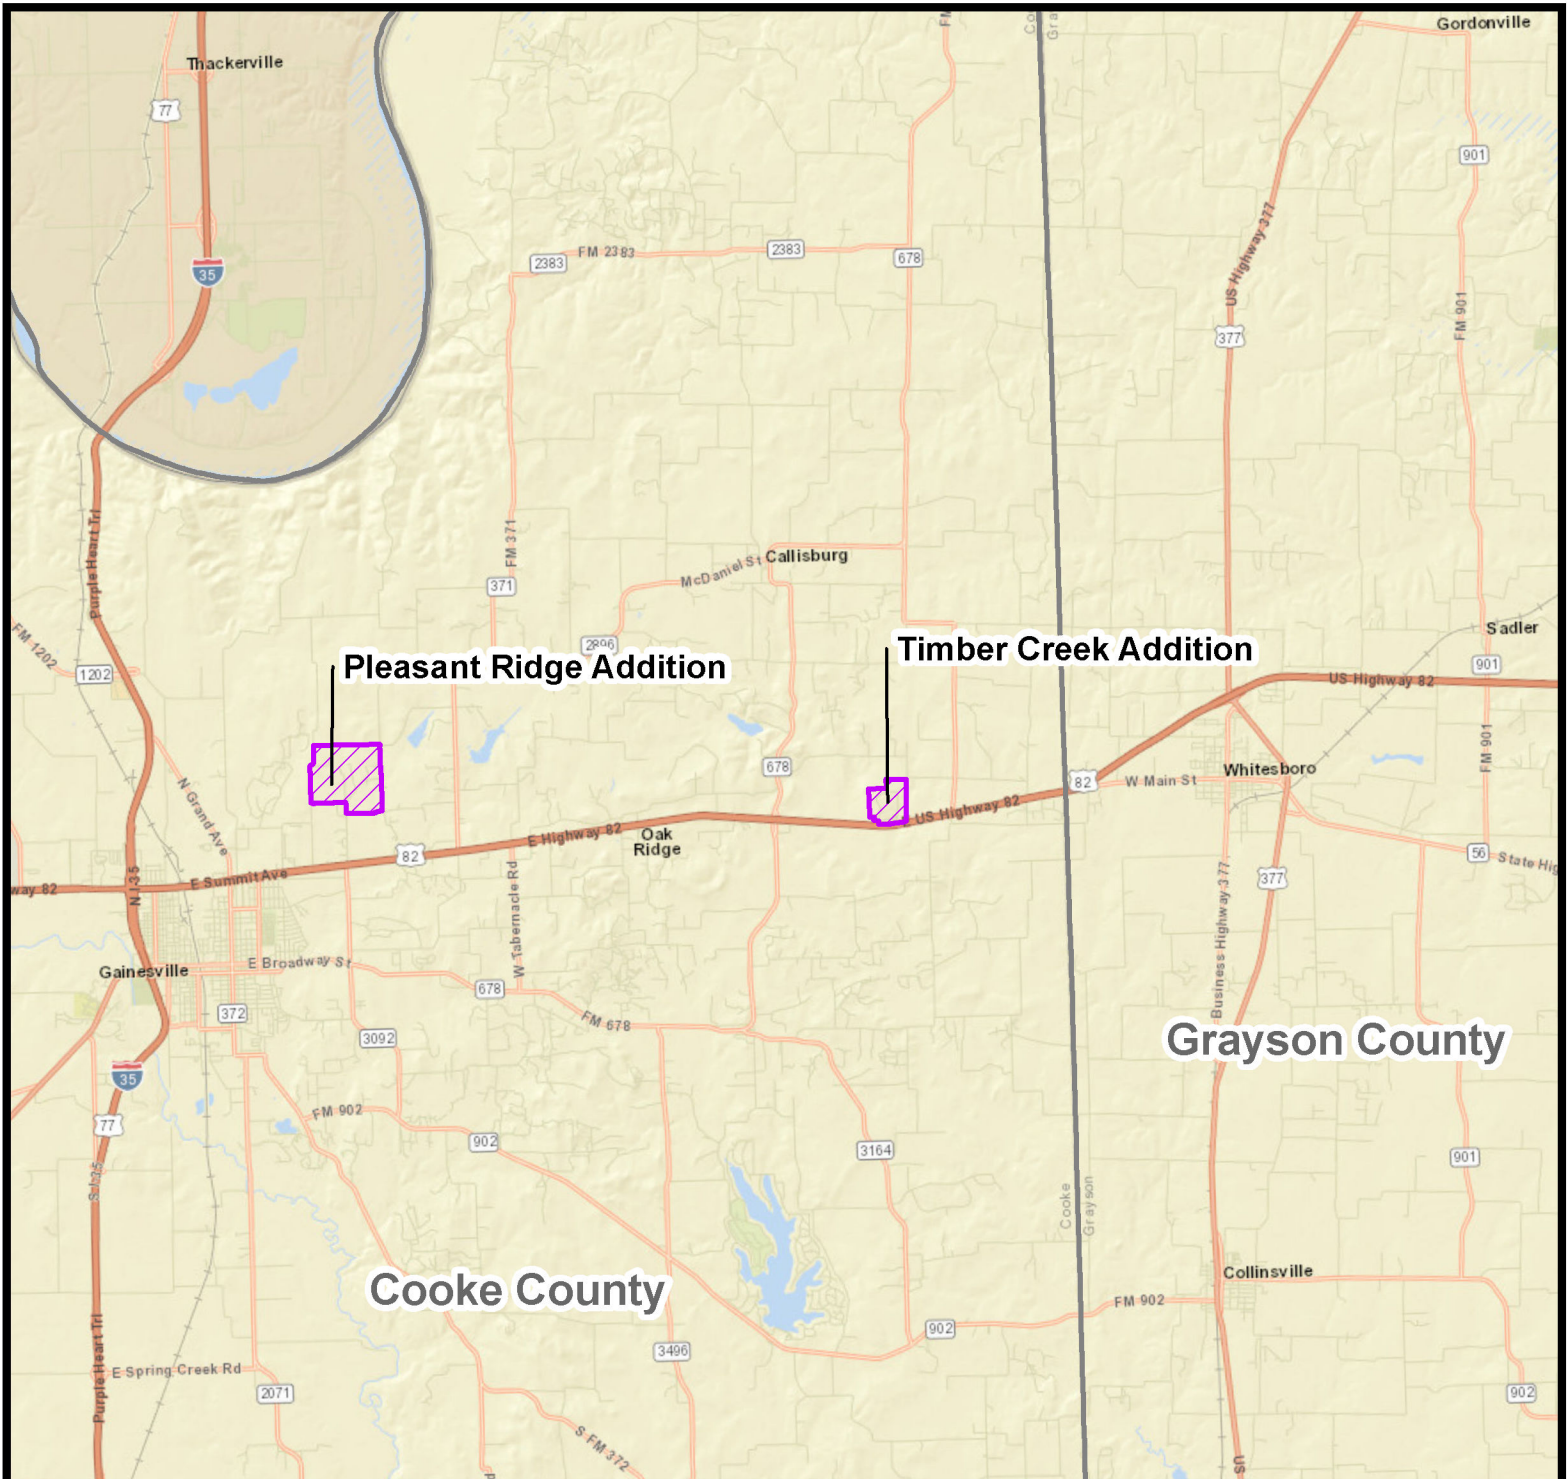 Gordonville
FM
Co
Gra
Thackerville
77
901
US Highway 377
FM 2383
2383
2383
678
35
FM 901
377
Purple Heart Trl
FM 371
McDaniel St
Callisburg
371
FM 1202
2896
Sadler
Timber Creek Addition
Pleasant Ridge Addition
901
1202
US Highway 82
FM 901
678
Whitesboro
82
W Main St
N Grand Ave
E US Highway 82
E Highway 82
Oak
Ridge
82
56
State Hig
E Summit Ave
way 82
N I-35
377
W Tabernacle Rd
Business Highway 377
E Broadway St
Gainesville
678
372
FM 678
3092
Grayson County
35
FM 902
77
902
3164
901
S I-35
Cooke
Grayson
Collinsville
Cooke County
FM 902
902
3496
E Spring Creek Rd
Purple Heart Trl
2071
902
S FM 372
US